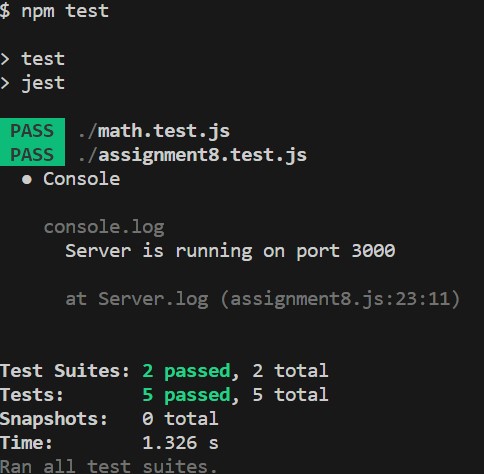 $ npm test
> test
> jest
PASS ./math.test.js
PASS ./assignment8.test.js
● Console
console.log
Server is running on port 3000
at Server.log (assignment8.js:23:11)
Test Suites: 2 passed, 2 total
Tests: 5 passed, 5 total
Snapshots: 0 total
Time: 1.326 s
Ran all test suites.